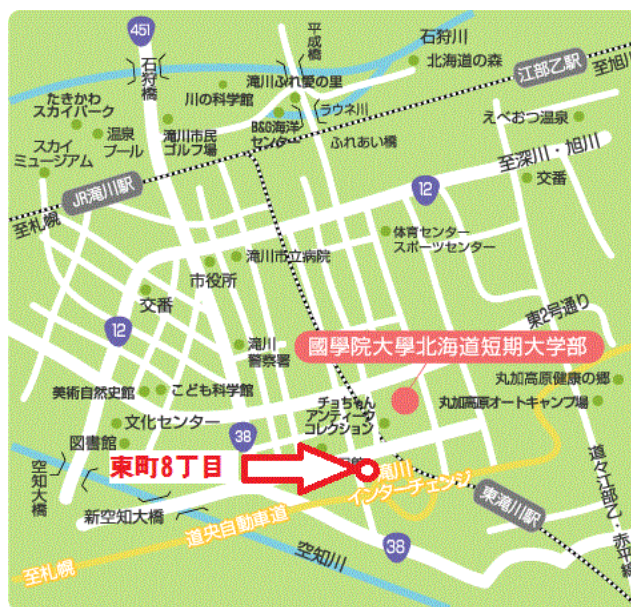 451
石狩橋
平成橋
石狩川
北海道の森
江部乙駅
至旭川
滝川ふれ愛の里
川の科学館
たきかわ
スカイパーク
温泉
プール
滝川市民
ゴルフ場
B&G海洋
センター
ラウネ川
ふれあい橋
えべおつ温泉
スカイ
ミュージアム
JR滝川駅
至札幌
至深川・旭川
12
交番
体育センター
スポーツセンター
滝川市立病院
市役所
交番
12
東2号通り
滝川
警察署
國學院大學北海道短期大学部
美術自然史館
こども科学館
チョちゃん
アンティーク
コレクション
丸加高原健康の郷
丸加高原オートキャンプ場
文化センター
図書館
38
空知大橋
東町8丁目
館
滝川
インターチェンジ
新空知大橋
道央自動車道
東滝川駅
道々江部乙・赤平線
空知川
38
至札幌